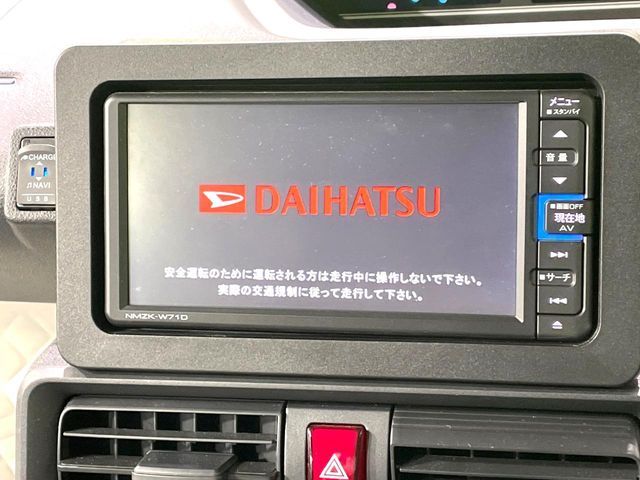 メニュー
スタンバイ
音量
画面OFF
現在地
AV
サーチ
CHARGE
NAVI
USB
DAIHATSU
安全運転のために運転される方は走行中に操作しないで下さい。
実際の交通規制に従って走行して下さい。
NMZK-W71D